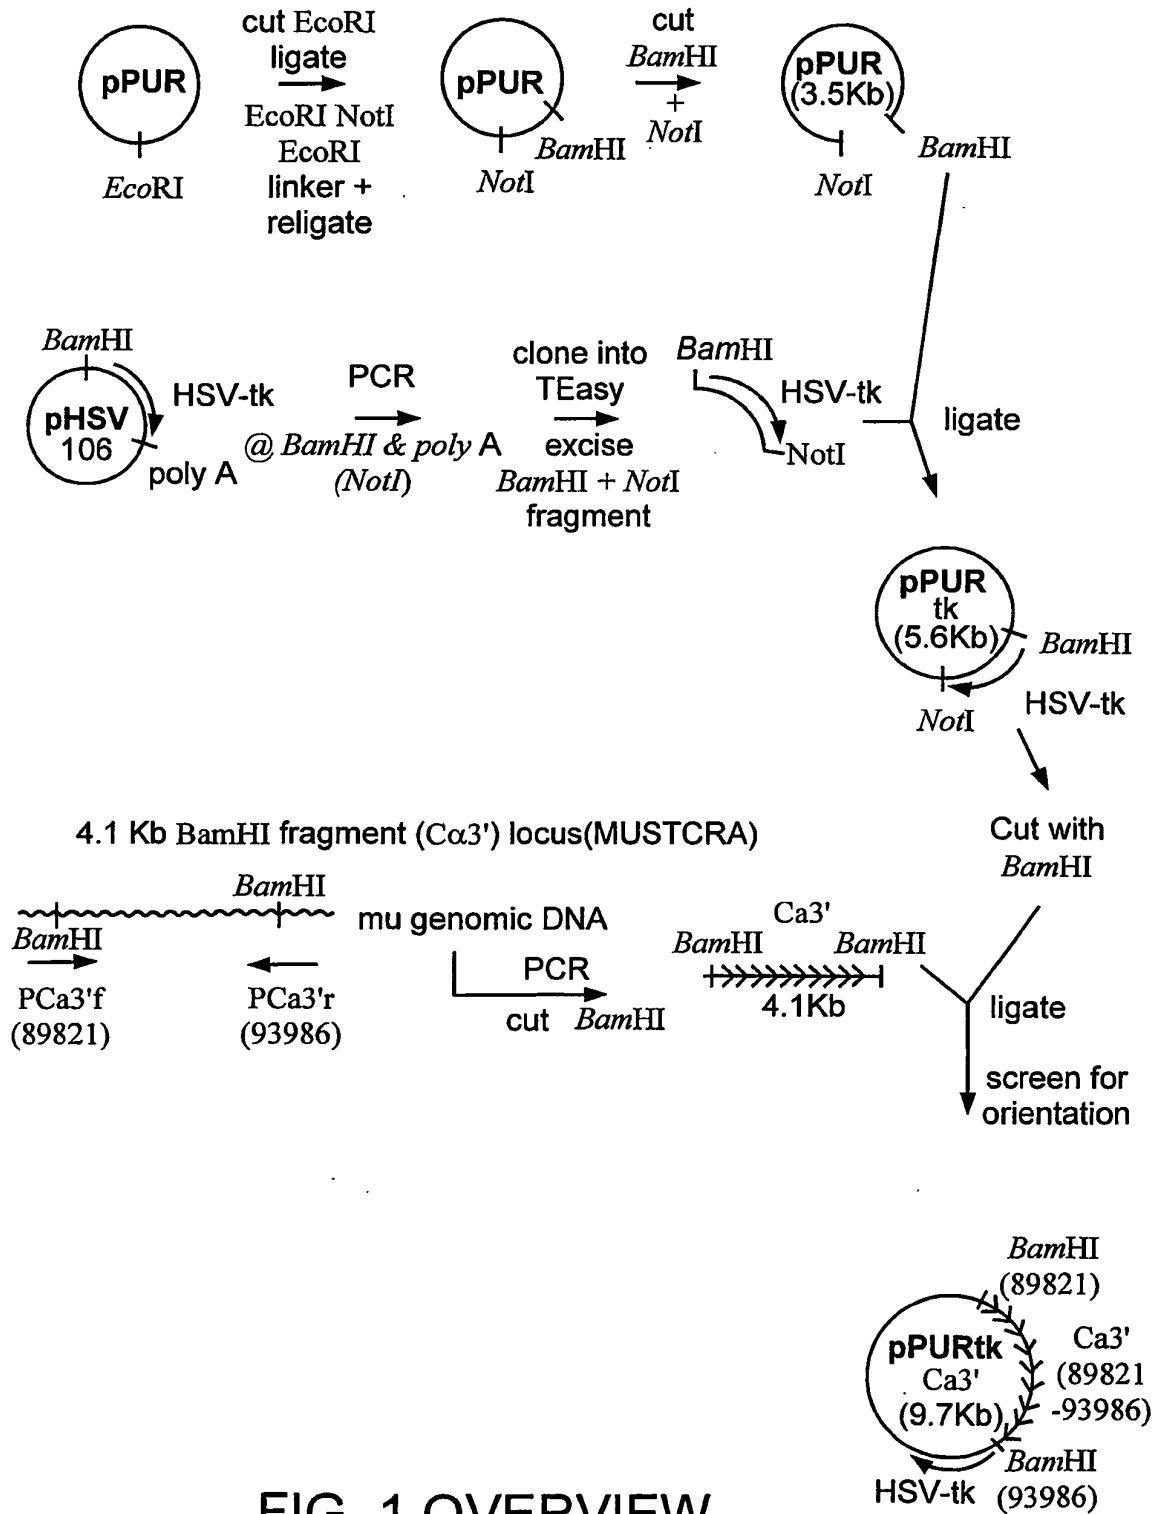 cut EcoRI
ligate
EcoRI NotI
EcoRI
linker +
religate
pPUR
EcoRI
pPUR
BamHI
NotI
cut
BamHI
+
NotI
pPUR
(3.5Kb)
BamHI
NotI
BamHI
pHSV
106
HSV-tk
poly A
PCR
@ BamHI & poly A
(NotI)
clone into
TEasy
excise
BamHI + NotI
fragment
BamHI
HSV-tk
NotI
ligate
pPUR
tk
(5.6Kb)
BamHI
HSV-tk
NotI
Cut with
BamHI
4.1 Kb BamHI fragment (Cα3') locus(MUSTCRA)
BamHI
BamHI
PCa3'f
(89821)
PCa3'r
(93986)
mu genomic DNA
PCR
cut BamHI
Ca3'
BamHI BamHI
4.1Kb
ligate
screen for
orientation
BamHI
(89821)
pPURtk
Ca3'
(9.7Kb)
Ca3'
(89821
-93986)
BamHI
(93986)
HSV-tk
FIG. 1 OVERVIEW